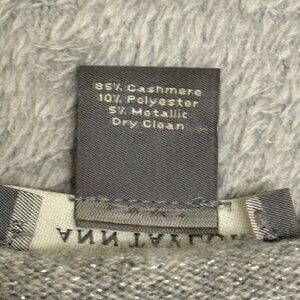 85% Cashmere
10% Polyester
5% Metallic
Dry Clean
ANN TAYLOR